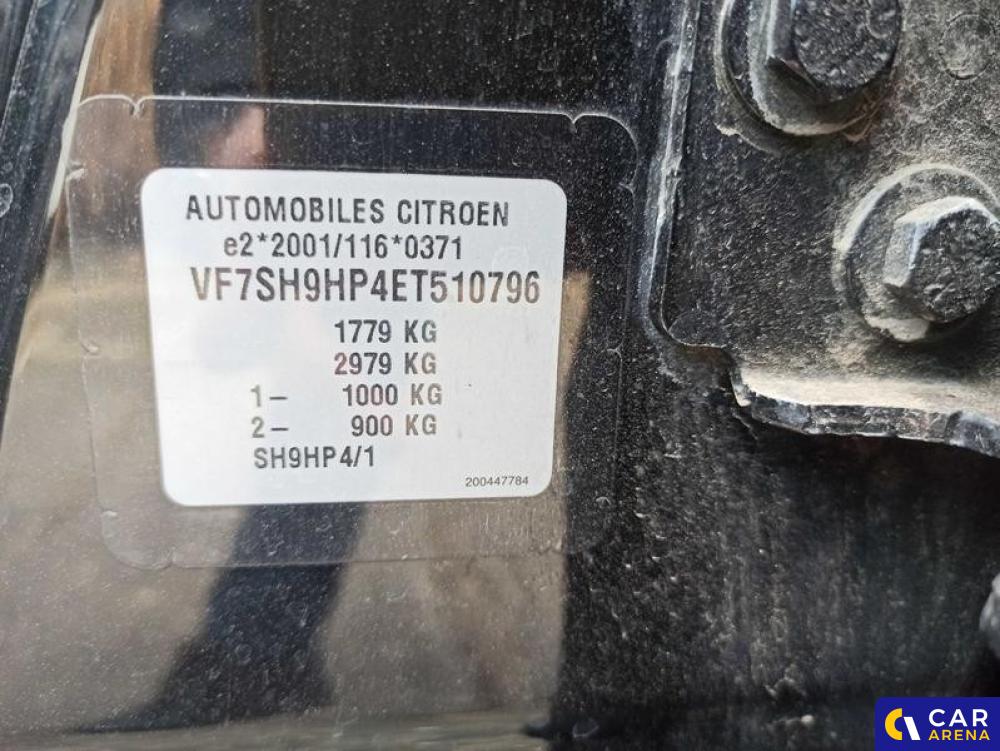 AUTOMOBILES CITROEN
e2*2001/116*0371
VF7SH9HP4ET510796
1779 KG
2979 KG
1- 1000 KG
2- 900 KG
SH9HP4/1
200447784
CAR
ARENA